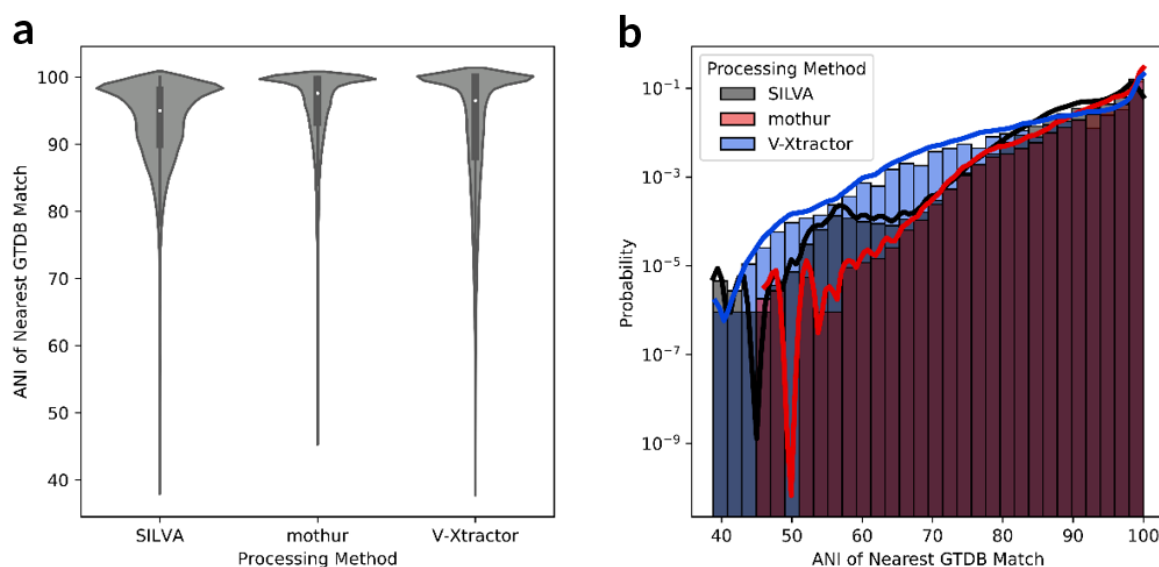 a
100
90
80
70
60
50
40
ANI of Nearest GTDB Match
SILVA
mothur
V-Xtractor
Processing Method
b
Processing Method
SILVA
mothur
V-Xtractor
10⁻¹
10⁻³
10⁻⁵
10⁻⁷
10⁻⁹
Probability
40 50 60 70 80 90 100
ANI of Nearest GTDB Match